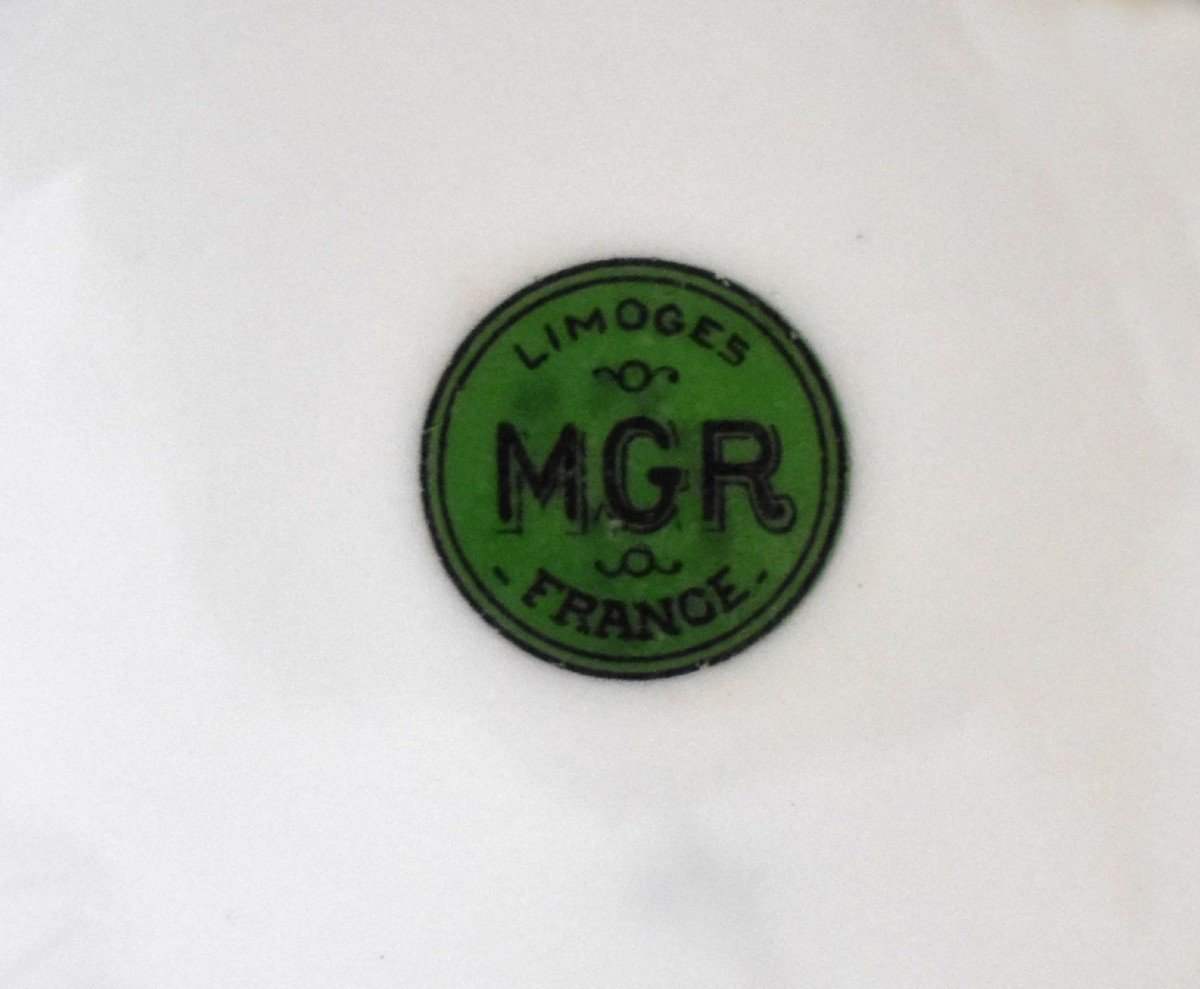 LIMOGES
MGR
- FRANCE -